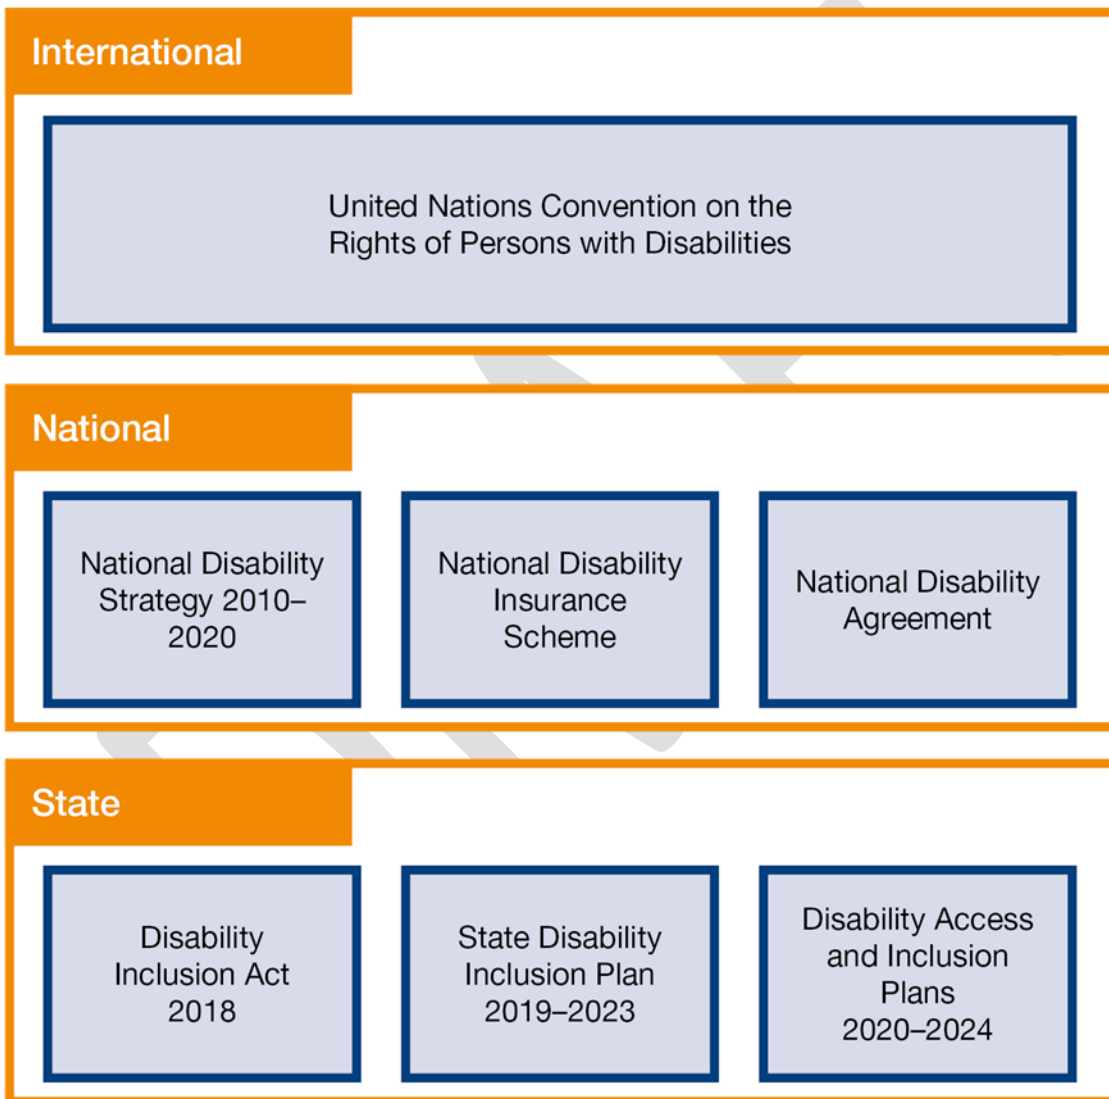 International
United Nations Convention on the
Rights of Persons with Disabilities
National
National Disability
Strategy 2010–
2020
National Disability
Insurance
Scheme
National Disability
Agreement
State
Disability
Inclusion Act
2018
State Disability
Inclusion Plan
2019–2023
Disability Access
and Inclusion
Plans
2020–2024